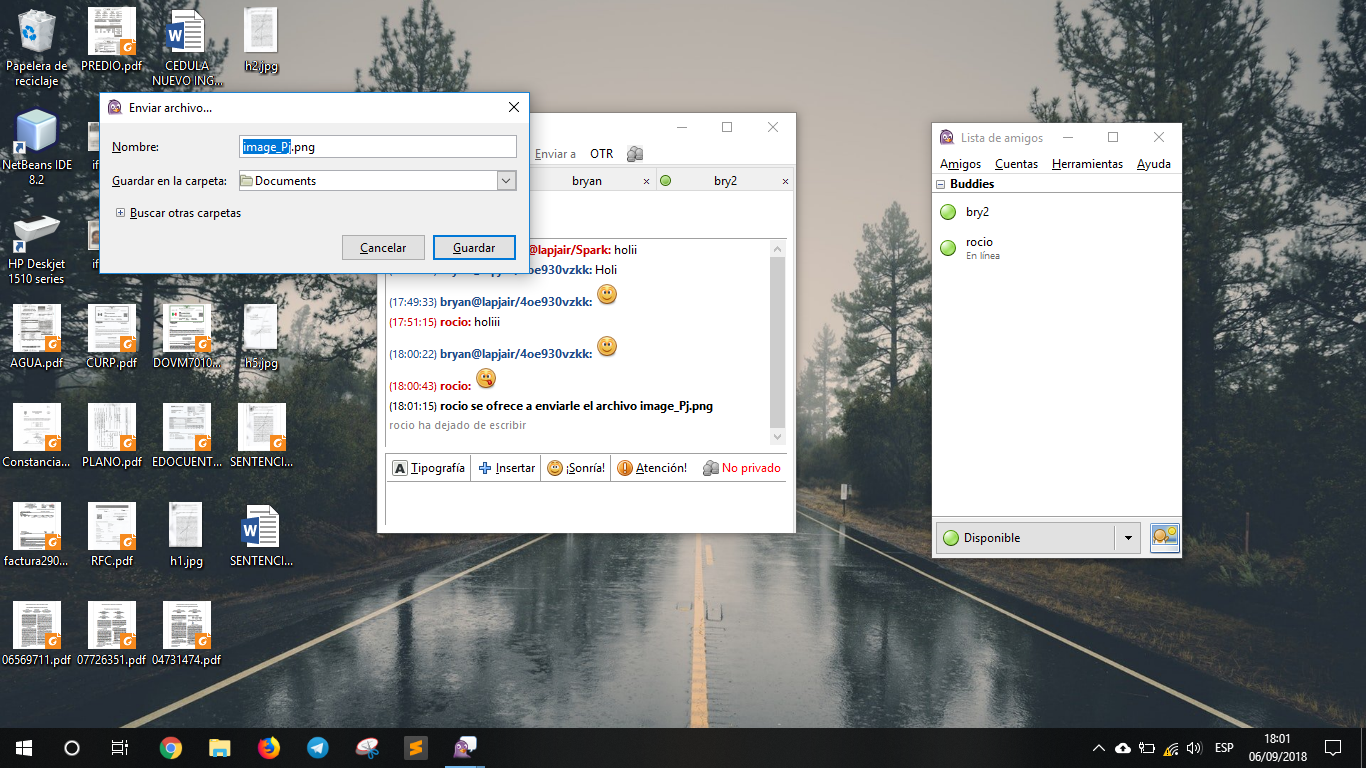 Papelera de
reciclaje
PREDIO.pdf
CEDULA
NUEVO ING...
h2.jpg
NetBeans IDE
8.2
HP Deskjet
1510 series
AGUA.pdf
CURP.pdf
DOVM7010...
h5.jpg
Constancia...
PLANO.pdf
EDOCUENT...
SENTENCI...
factura290...
RFC.pdf
h1.jpg
SENTENCI...
06569711.pdf
07726351.pdf
04731474.pdf
Enviar archivo...
Nombre:
image_Pj.png
Guardar en la carpeta:
Documents
Buscar otras carpetas
Cancelar
Guardar
Enviar a
OTR
bryan
bry2
@lapjair/Spark: holii
oe930vzkk: Holi
(17:49:33) bryan@lapjair/4oe930vzkk:
(17:51:15) rocio: holiii
(18:00:22) bryan@lapjair/4oe930vzkk:
(18:00:43) rocio:
(18:01:15) rocio se ofrece a enviarle el archivo image_Pj.png
rocio ha dejado de escribir
A Tipografía
Insertar
¡Sonría!
Atención!
No privado
Lista de amigos
Amigos
Cuentas
Herramientas
Ayuda
Buddies
bry2
rocio
En línea
Disponible
ESP
18:01
06/09/2018